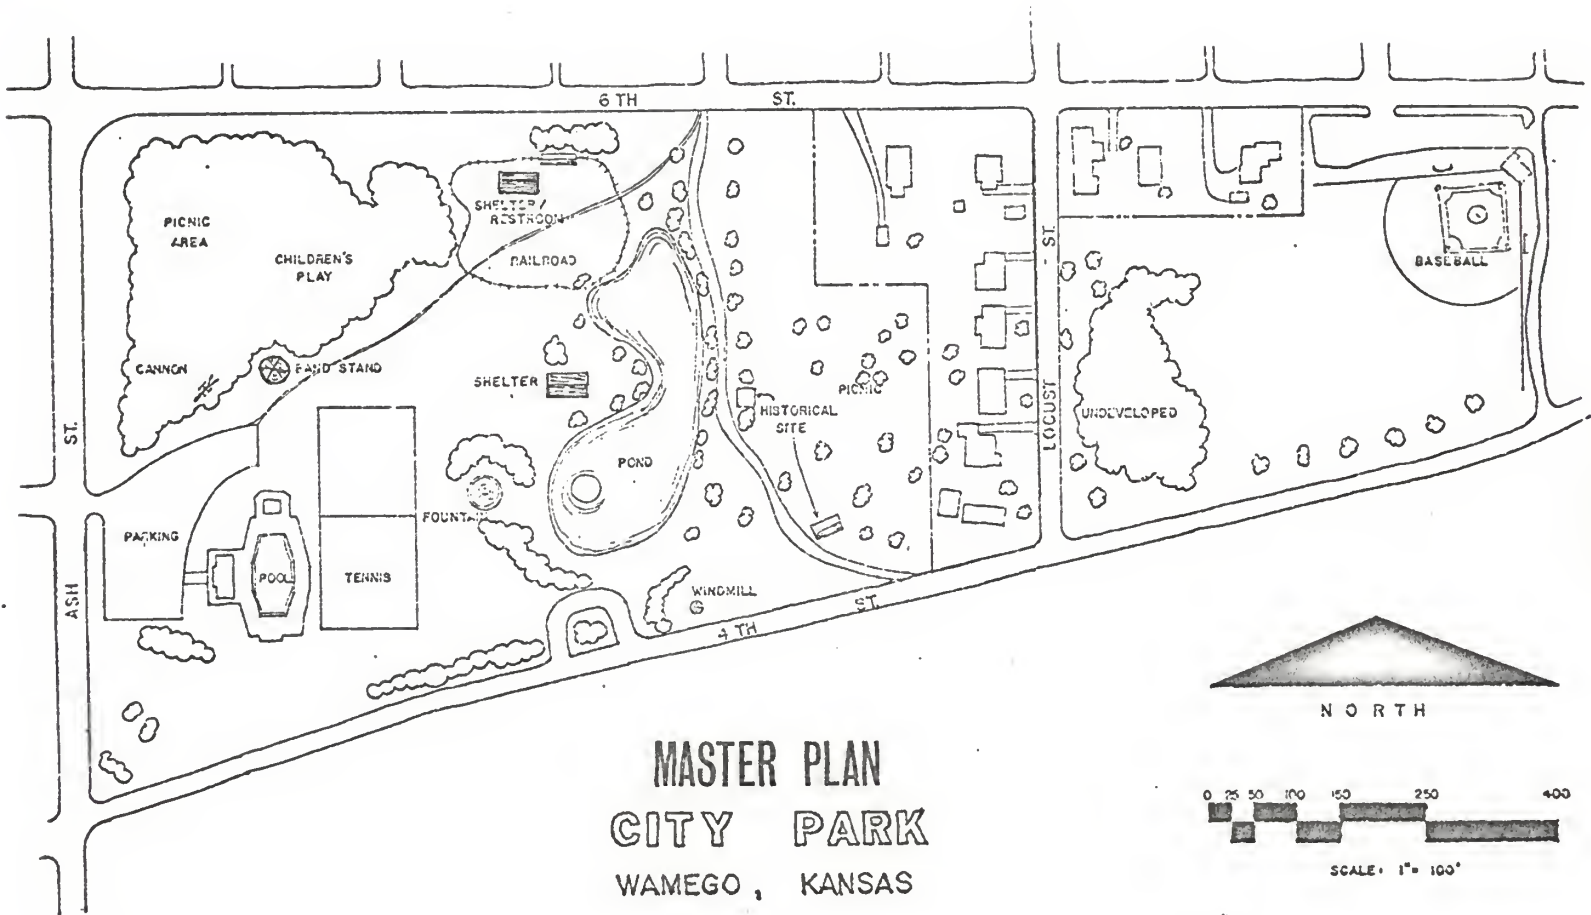 6 TH ST.
PICNIC
AREA
CHILDREN'S
PLAY
SHELTER/
RESTROOM
RAILROAD
BASEBALL
CANNON
BAND STAND
SHELTER
PICNIC
HISTORICAL
SITE
UNDEVELOPED
LOCUST ST.
POND
FOUNTAIN
PARKING
POOL
TENNIS
WINDMILL
ASH ST.
4 TH ST.
NORTH
MASTER PLAN
CITY PARK
WAMEGO, KANSAS
0 25 50 100 150 250 400
SCALE: 1"= 100'